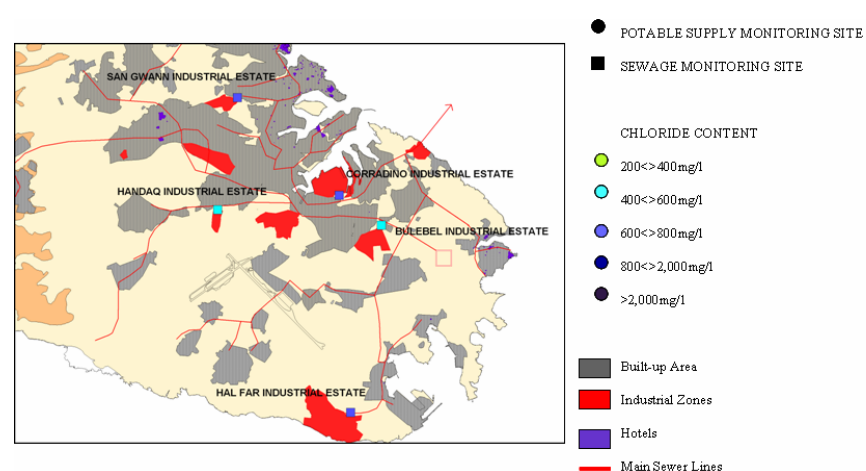 SAN GWANN INDUSTRIAL ESTATE
CORRADINO INDUSTRIAL ESTATE
HANDAQ INDUSTRIAL ESTATE
BULEBEL INDUSTRIAL ESTATE
HAL FAR INDUSTRIAL ESTATE
POTABLE SUPPLY MONITORING SITE
SEWAGE MONITORING SITE
CHLORIDE CONTENT
200<>400mg/l
400<>600mg/l
600<>800mg/l
800<>2,000mg/l
>2,000mg/l
Built-up Area
Industrial Zones
Hotels
Main Sewer Lines